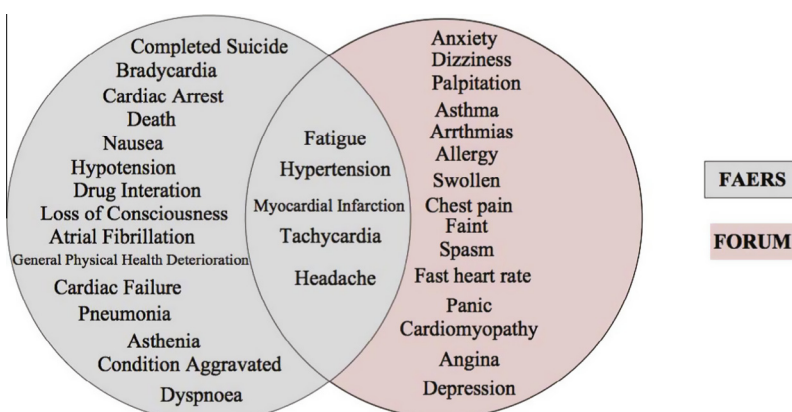 Completed Suicide
Bradycardia
Cardiac Arrest
Death
Nausea
Hypotension
Drug Interation
Loss of Consciousness
Atrial Fibrillation
General Physical Health Deterioration
Cardiac Failure
Pneumonia
Asthenia
Condition Aggravated
Dyspnoea
Fatigue
Hypertension
Myocardial Infarction
Tachycardia
Headache
Anxiety
Dizziness
Palpitation
Asthma
Arrthmias
Allergy
Swollen
Chest pain
Faint
Spasm
Fast heart rate
Panic
Cardiomyopathy
Angina
Depression
FAERS
FORUM